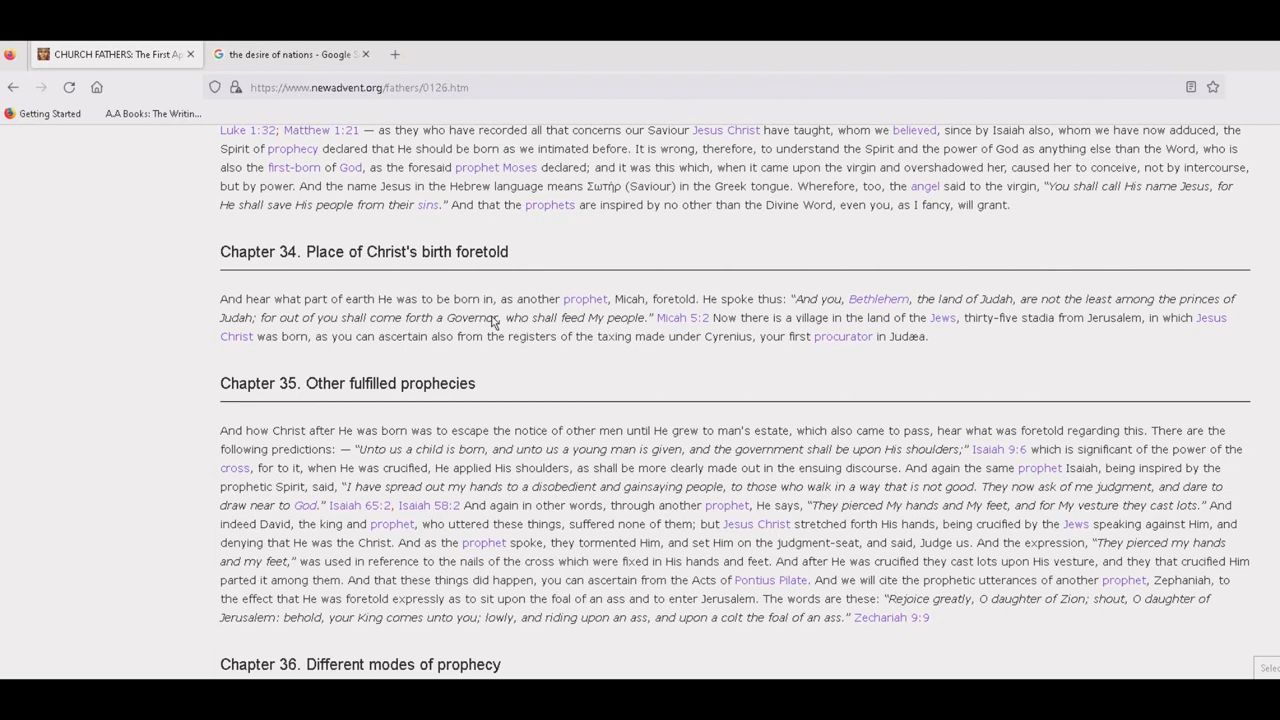 CHURCH FATHERS: The First Ap
the desire of nations - Google S
https://www.newadvent.org/fathers/0126.htm
Getting Started
A.A Books: The Writin...
Luke 1:32; Matthew 1:21 — as they who have recorded all that concerns our Saviour Jesus Christ have taught, whom we believed, since by Isaiah also, whom we have now adduced, the
Spirit of prophecy declared that He should be born as we intimated before. It is wrong, therefore, to understand the Spirit and the power of God as anything else than the Word, who is
also the first-born of God, as the foresaid prophet Moses declared; and it was this which, when it came upon the virgin and overshadowed her, caused her to conceive, not by intercourse,
but by power. And the name Jesus in the Hebrew language means Σωτήρ (Saviour) in the Greek tongue. Wherefore, too, the angel said to the virgin, “You shall call His name Jesus, for
He shall save His people from their sins.” And that the prophets are inspired by no other than the Divine Word, even you, as I fancy, will grant.
Chapter 34. Place of Christ's birth foretold
And hear what part of earth He was to be born in, as another prophet, Micah, foretold. He spoke thus: “And you, Bethlehem, the land of Judah, are not the least among the princes of
Judah; for out of you shall come forth a Governor, who shall feed My people.” Micah 5:2 Now there is a village in the land of the Jews, thirty-five stadia from Jerusalem, in which Jesus
Christ was born, as you can ascertain also from the registers of the taxing made under Cyrenius, your first procurator in Judæa.
Chapter 35. Other fulfilled prophecies
And how Christ after He was born was to escape the notice of other men until He grew to man's estate, which also came to pass, hear what was foretold regarding this. There are the
following predictions: — “Unto us a child is born, and unto us a young man is given, and the government shall be upon His shoulders;” Isaiah 9:6 which is significant of the power of the
cross, for to it, when He was crucified, He applied His shoulders, as shall be more clearly made out in the ensuing discourse. And again the same prophet Isaiah, being inspired by the
prophetic Spirit, said, “I have spread out my hands to a disobedient and gainsaying people, to those who walk in a way that is not good. They now ask of me judgment, and dare to
draw near to God.” Isaiah 65:2, Isaiah 58:2 And again in other words, through another prophet, He says, “They pierced My hands and My feet, and for My vesture they cast lots.” And
indeed David, the king and prophet, who uttered these things, suffered none of them; but Jesus Christ stretched forth His hands, being crucified by the Jews speaking against Him, and
denying that He was the Christ. And as the prophet spoke, they tormented Him, and set Him on the judgment-seat, and said, Judge us. And the expression, “They pierced my hands
and my feet,” was used in reference to the nails of the cross which were fixed in His hands and feet. And after He was crucified they cast lots upon His vesture, and they that crucified Him
parted it among them. And that these things did happen, you can ascertain from the Acts of Pontius Pilate. And we will cite the prophetic utterances of another prophet, Zephaniah, to
the effect that He was foretold expressly as to sit upon the foal of an ass and to enter Jerusalem. The words are these: “Rejoice greatly, O daughter of Zion; shout, O daughter of
Jerusalem: behold, your King comes unto you; lowly, and riding upon an ass, and upon a colt the foal of an ass.” Zechariah 9:9
Chapter 36. Different modes of prophecy
Selec